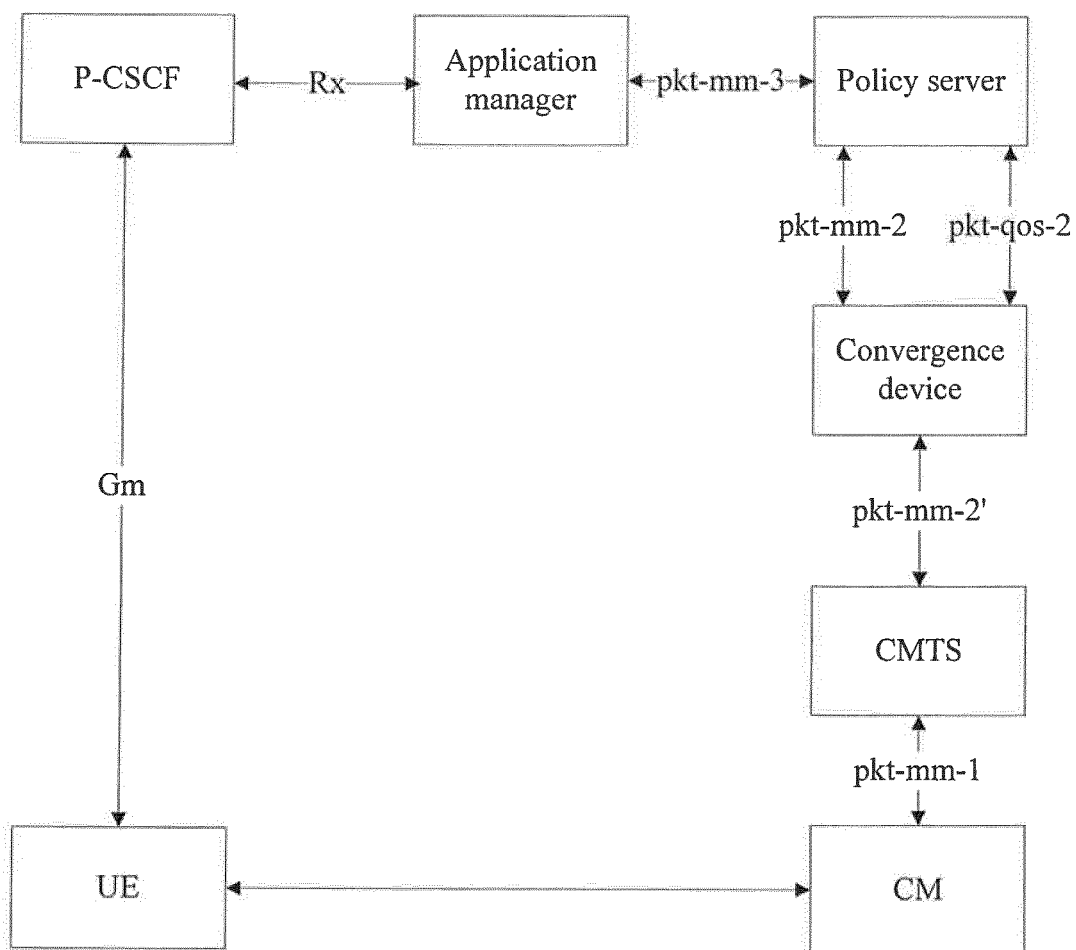 P-CSCF
Rx
Application
manager
pkt-mm-3
Policy server
pkt-mm-2
pkt-qos-2
Convergence
device
Gm
pkt-mm-2'
CMTS
pkt-mm-1
UE
CM